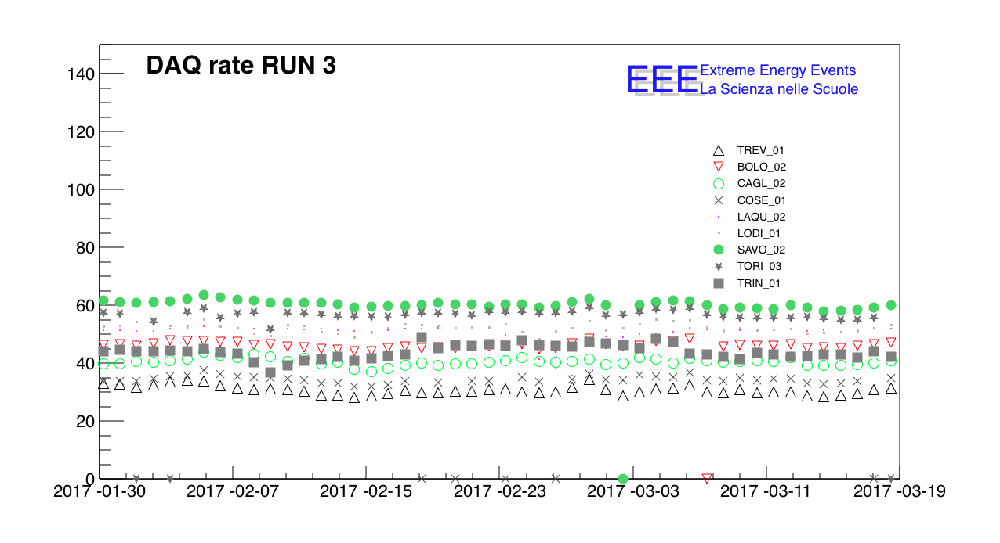 DAQ rate RUN 3
EEE
Extreme Energy Events
La Scienza nelle Scuole
140
120
100
80
60
40
20
0
TREV_01
BOLO_02
CAGL_02
COSE_01
LAQU_02
LODI_01
SAVO_02
TORI_03
TRIN_01
2017 -01-30
2017 -02-07
2017 -02-15
2017 -02-23
2017 -03-03
2017 -03-11
2017 -03-19